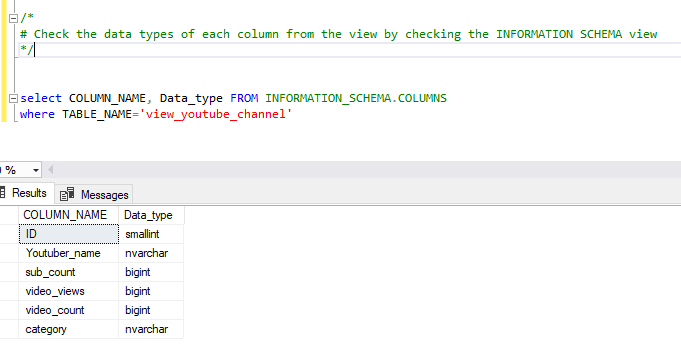 /*
# Check the data types of each column from the view by checking the INFORMATION SCHEMA view
*/
select COLUMN_NAME, Data_type FROM INFORMATION_SCHEMA.COLUMNS
where TABLE_NAME='view_youtube_channel'
%
Results Messages
COLUMN_NAME Data_type
ID smallint
Youtuber_name nvarchar
sub_count bigint
video_views bigint
video_count bigint
category nvarchar